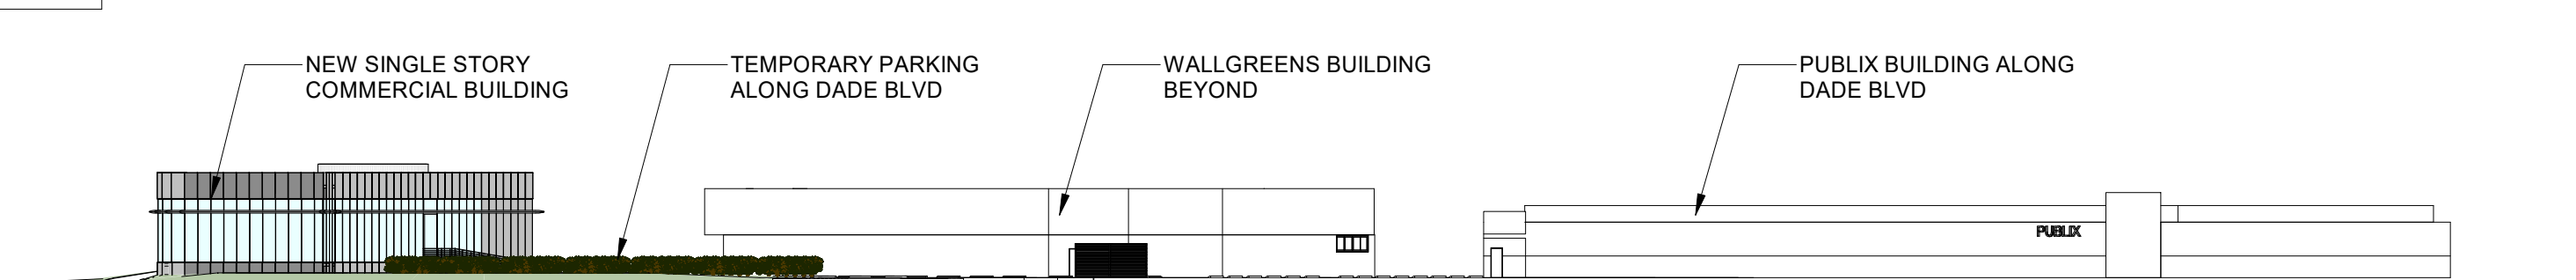 NEW SINGLE STORY
COMMERCIAL BUILDING
TEMPORARY PARKING
ALONG DADE BLVD
WALLGREENS BUILDING
BEYOND
PUBLIX BUILDING ALONG
DADE BLVD
PUBLIX